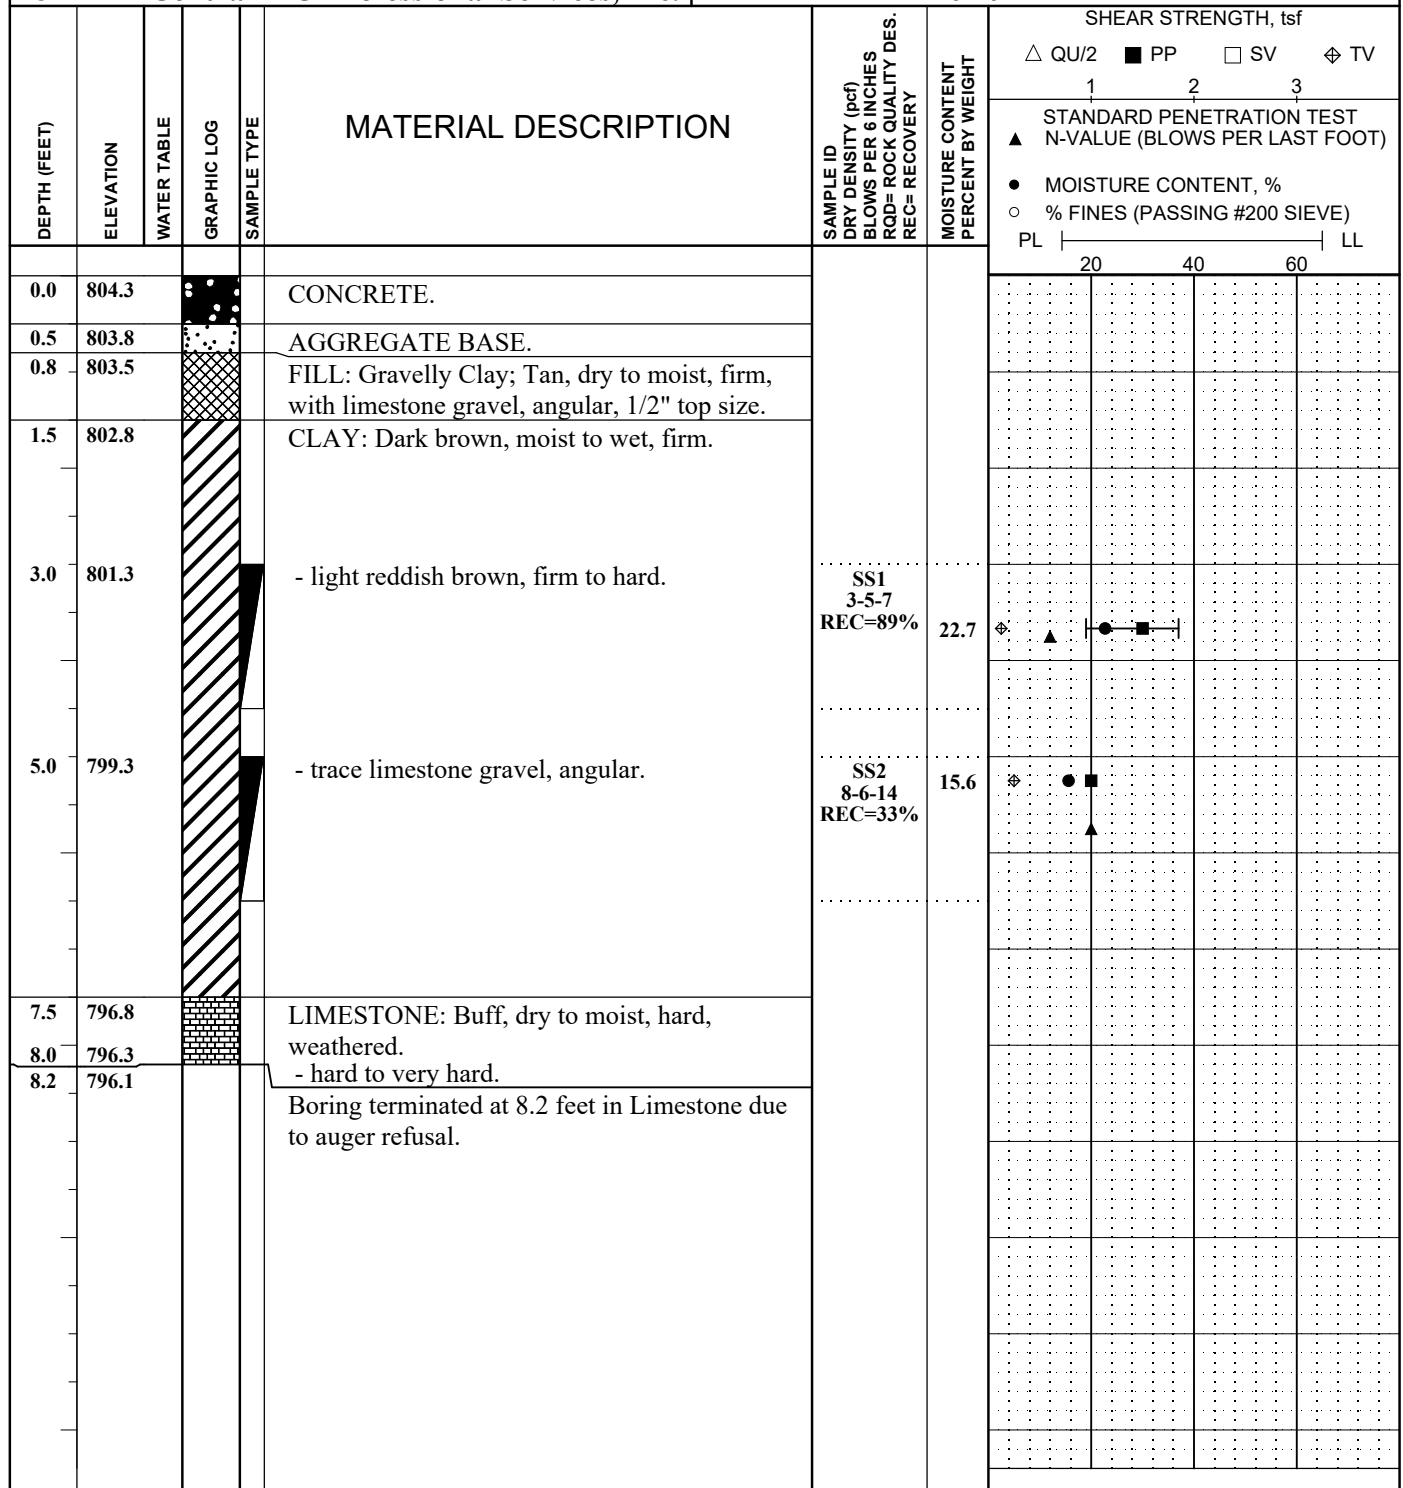 SHEAR STRENGTH, tsf
QU/2 PP SV TV
1 2 3
STANDARD PENETRATION TEST
N-VALUE (BLOWS PER LAST FOOT)
MOISTURE CONTENT, %
% FINES (PASSING #200 SIEVE)
PL LL
20 40 60
DEPTH (FEET)
ELEVATION
WATER TABLE
GRAPHIC LOG
SAMPLE TYPE
MATERIAL DESCRIPTION
SAMPLE ID
DRY DENSITY (pcf)
BLOWS PER 6 INCHES
RQD= ROCK QUALITY DES.
REC= RECOVERY
MOISTURE CONTENT
PERCENT BY WEIGHT
0.0 804.3 CONCRETE.
0.5 803.8 AGGREGATE BASE.
0.8 803.5 FILL: Gravelly Clay; Tan, dry to moist, firm,
with limestone gravel, angular, 1/2" top size.
1.5 802.8 CLAY: Dark brown, moist to wet, firm.
3.0 801.3 - light reddish brown, firm to hard. SS1
3-5-7
REC=89% 22.7
5.0 799.3 - trace limestone gravel, angular. SS2 15.6
8-6-14
REC=33%
7.5 796.8 LIMESTONE: Buff, dry to moist, hard,
weathered.
8.0 796.3
- hard to very hard.
8.2 796.1
Boring terminated at 8.2 feet in Limestone due
to auger refusal.